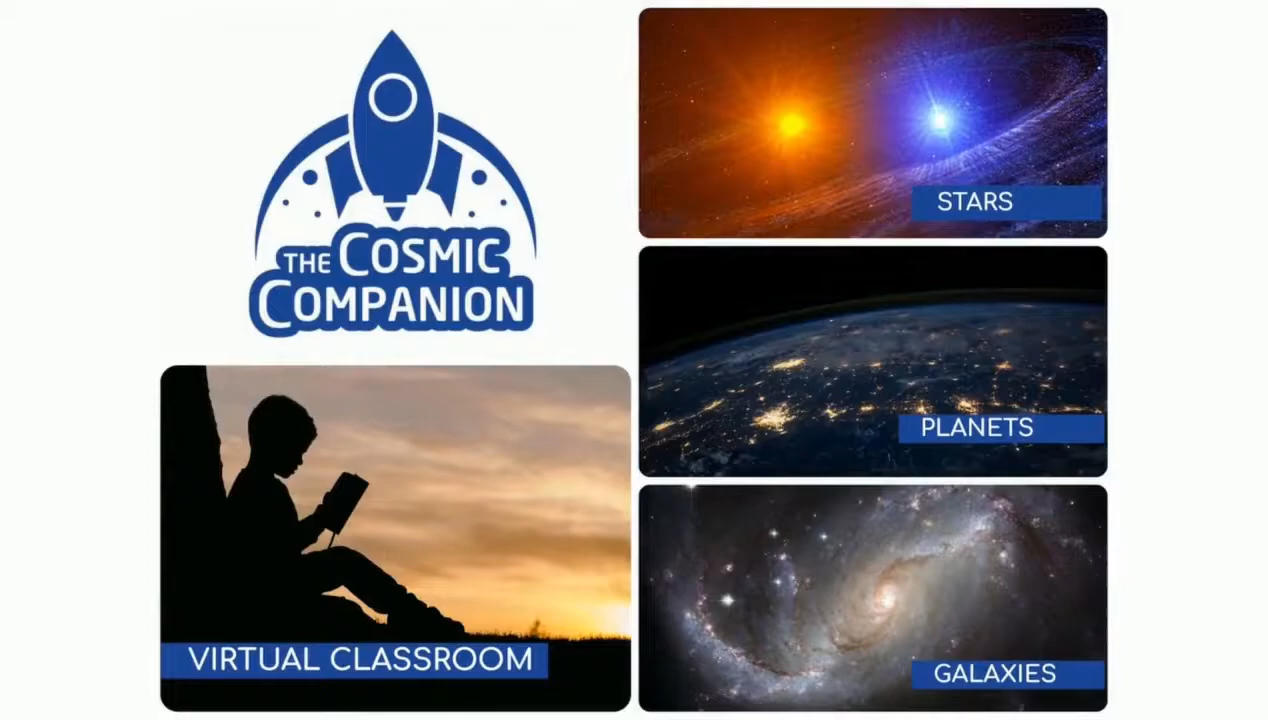 THE COSMIC
COMPANION
VIRTUAL CLASSROOM
STARS
PLANETS
GALAXIES